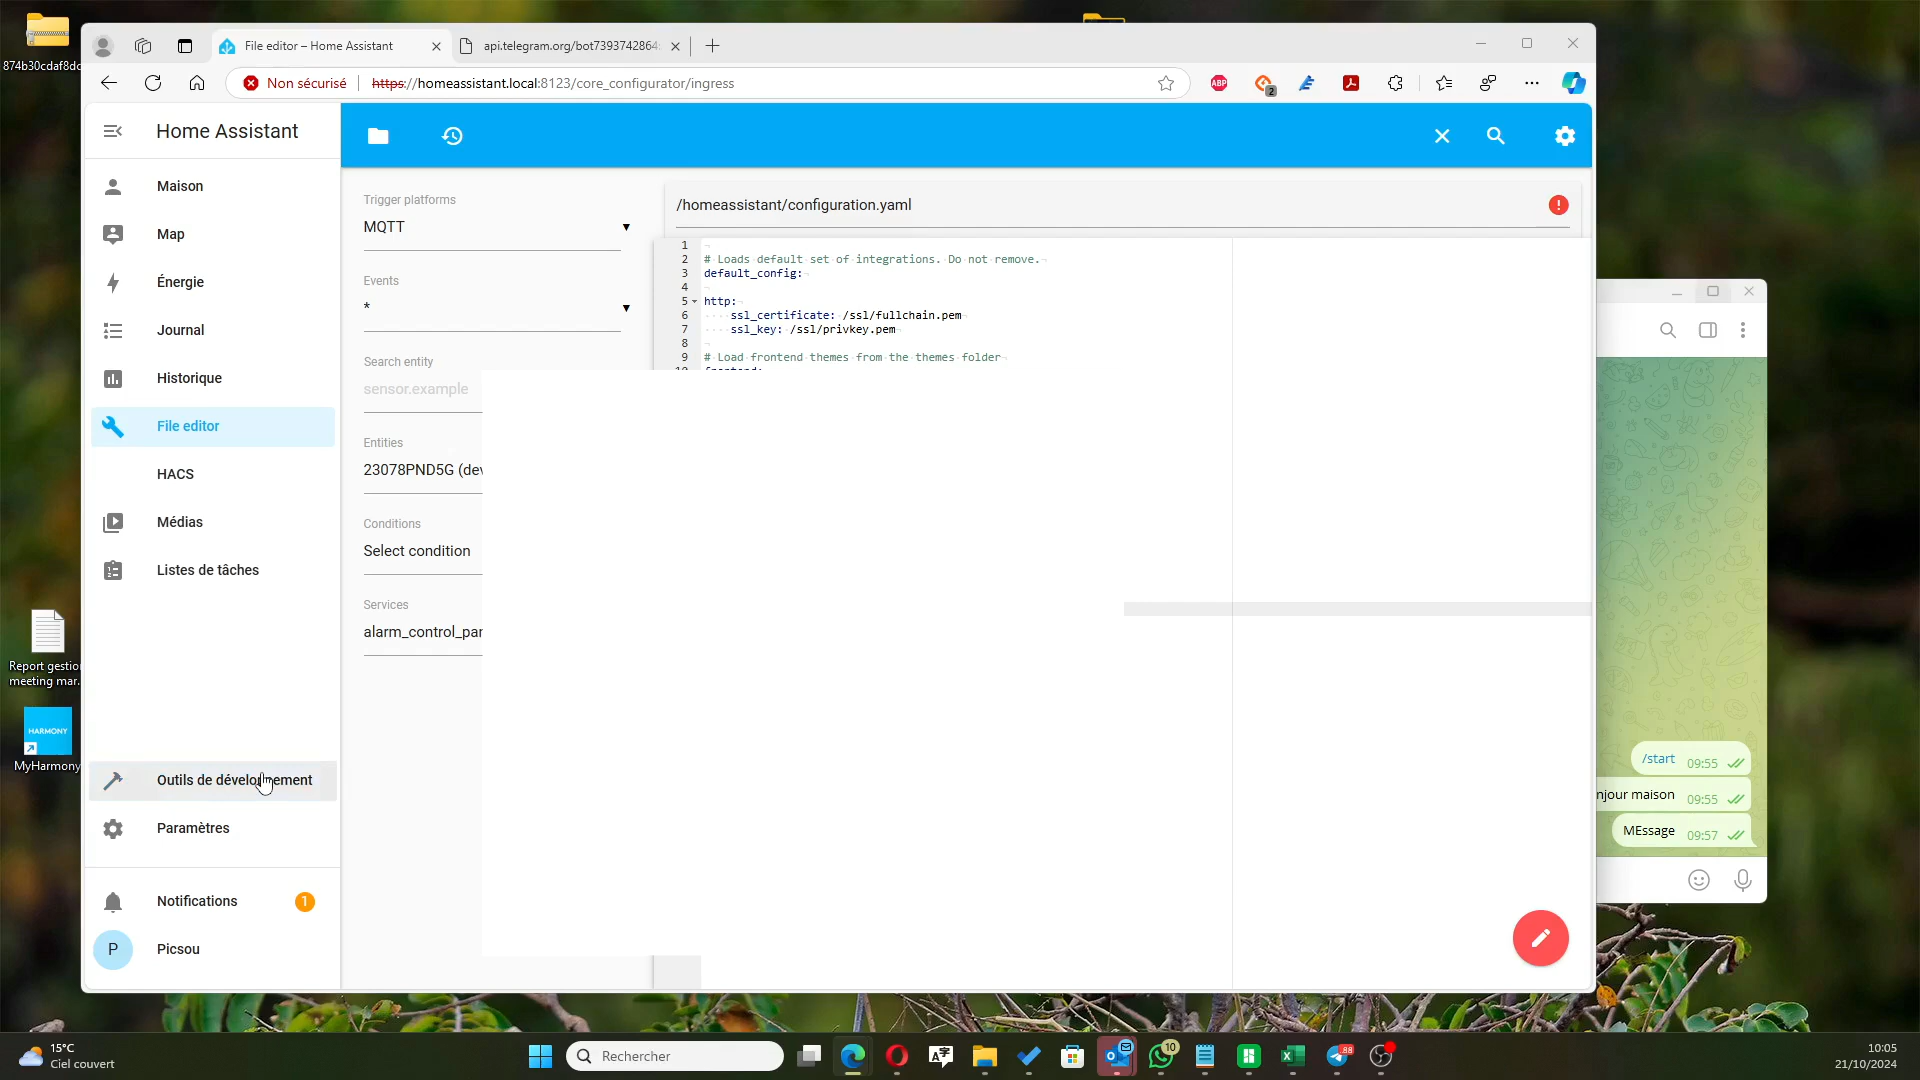 874b30cdaf8dc
File editor – Home Assistant
api.telegram.org/bot7393742864
Non sécurisé
https://homeassistant.local:8123/core_configurator/ingress
2
ABP
Home Assistant
Maison
Map
Énergie
Journal
Historique
File editor
HACS
Médias
Listes de tâches
Outils de développement
Paramètres
Notifications
1
P
Picsou
Trigger platforms
MQTT
Events
*
Search entity
sensor.example
Entities
23078PND5G (dev
Conditions
Select condition
Services
alarm_control_pan
/homeassistant/configuration.yaml
1
2 # Loads default set of integrations. Do not remove.
3 default_config:
4
5 http:
6 ssl_certificate: /ssl/fullchain.pem
7 ssl_key: /ssl/privkey.pem
8
9 # Load frontend themes from the themes folder
Report gestio
meeting mar...
HARMONY
MyHarmony
/start 09:55
njour maison 09:55
MEssage 09:57
15°C
Ciel couvert
Rechercher
10
88
10:05
21/10/2024